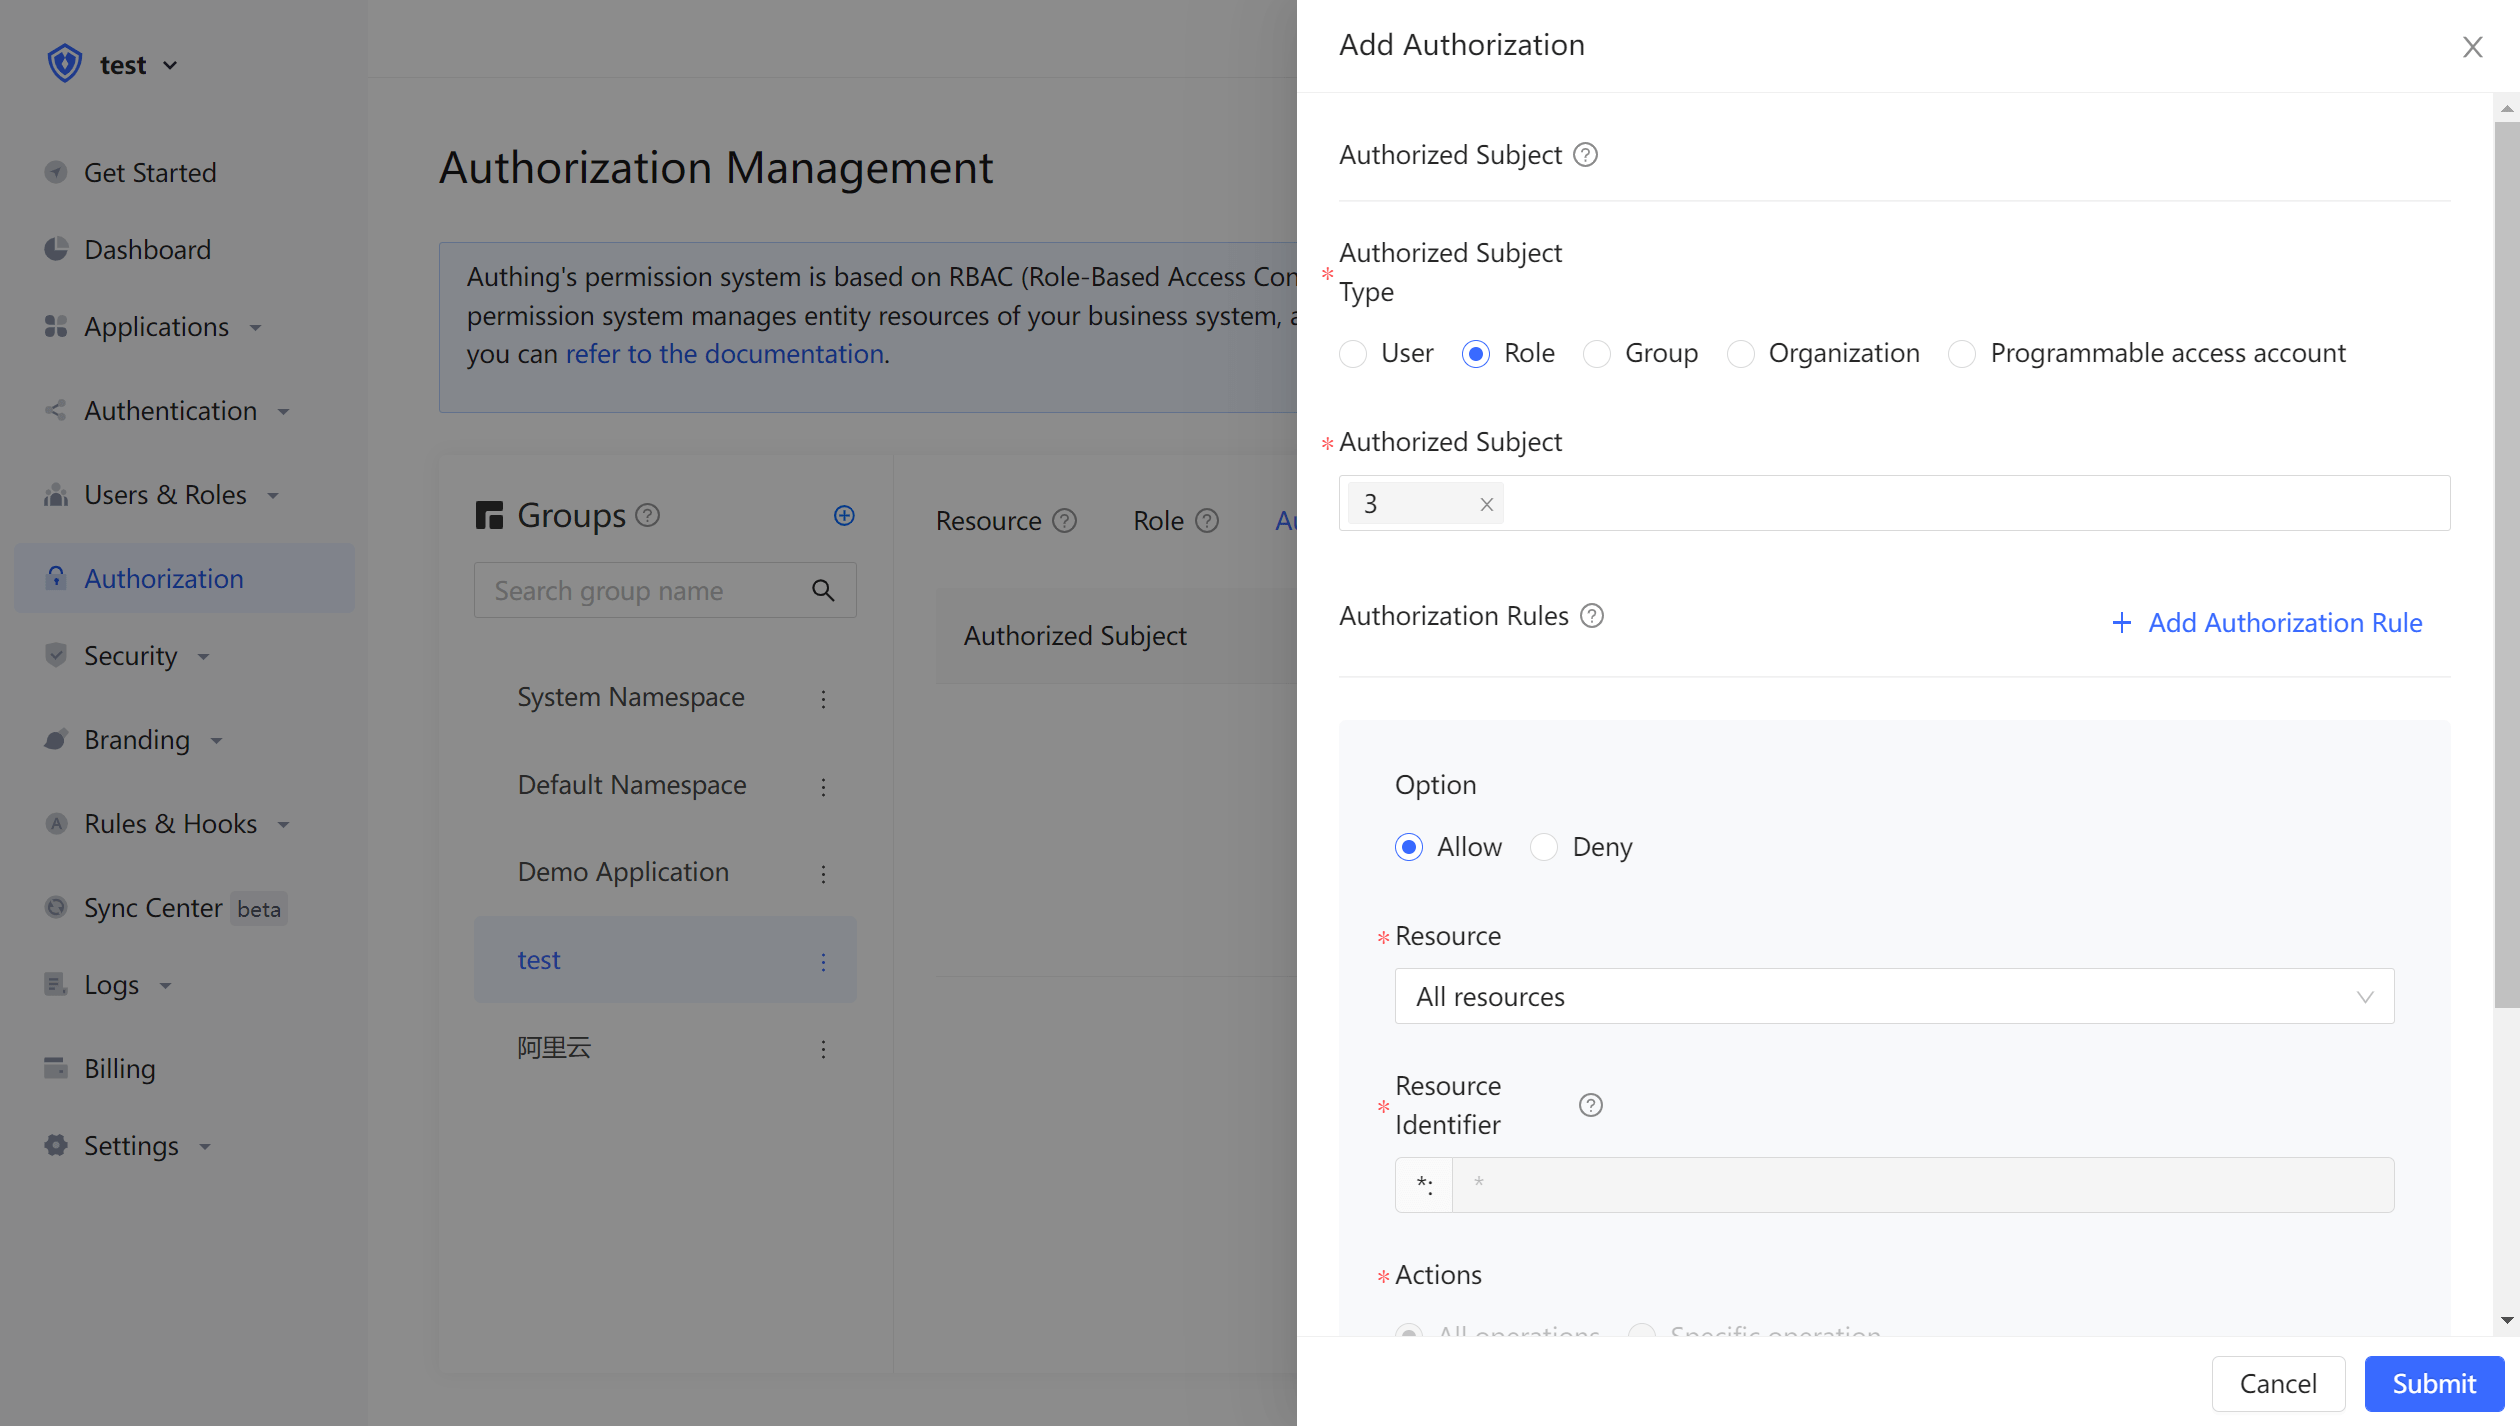 test
Get Started
Dashboard
Applications
Authentication
Users & Roles
Authorization
Security
Branding
Rules & Hooks
Sync Center beta
Logs
Billing
Settings
Authorization Management
Authing's permission system is based on RBAC (Role-Based Access Con
permission system manages entity resources of your business system, a
you can refer to the documentation.
Groups
Search group name
System Namespace
Default Namespace
Demo Application
test
阿里云
Resource Role Au
Authorized Subject
Add Authorization
Authorized Subject
* Authorized Subject
Type
User Role Group Organization Programmable access account
* Authorized Subject
3
Authorization Rules + Add Authorization Rule
Option
Allow Deny
* Resource
All resources
* Resource
Identifier
*: *
* Actions
All operations Specific operation
Cancel Submit